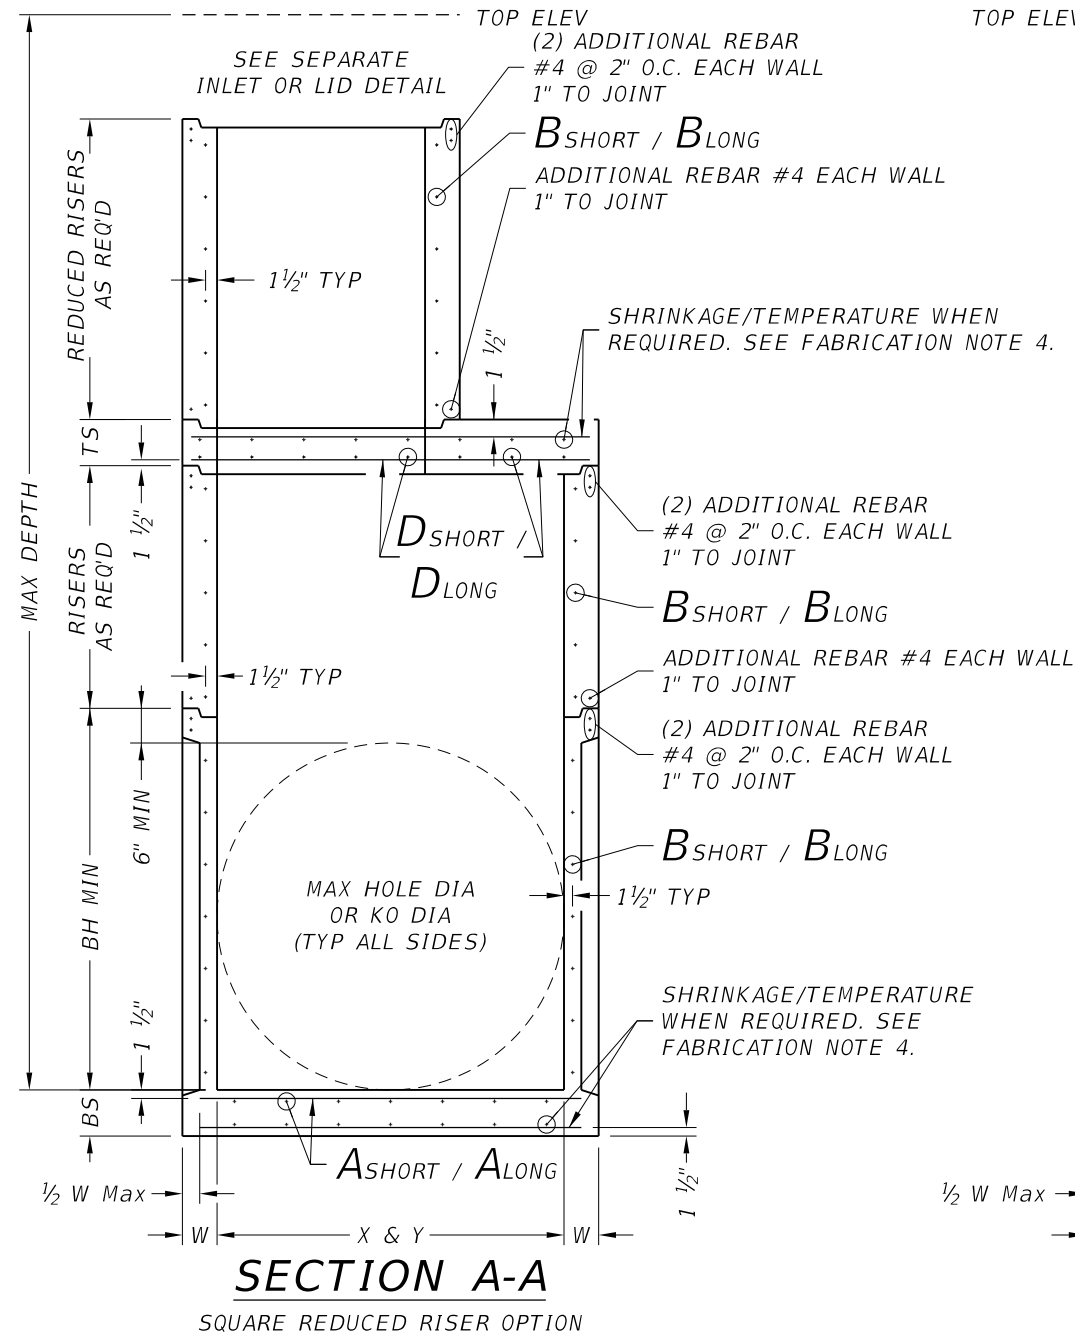 TOP ELEV
TOP ELEV
(2) ADDITIONAL REBAR
#4 @ 2" O.C. EACH WALL
1" TO JOINT
SEE SEPARATE
INLET OR LID DETAIL
BSHORT / BLONG
ADDITIONAL REBAR #4 EACH WALL
1" TO JOINT
REDUCED RISERS
AS REQ'D
1½" TYP
SHRINKAGE/TEMPERATURE WHEN
REQUIRED. SEE FABRICATION NOTE 4.
1 ½"
TS
MAX DEPTH
1 ½"
RISERS
AS REQ'D
DSHORT /
DLONG
(2) ADDITIONAL REBAR
#4 @ 2" O.C. EACH WALL
1" TO JOINT
BSHORT / BLONG
ADDITIONAL REBAR #4 EACH WALL
1" TO JOINT
1½" TYP
(2) ADDITIONAL REBAR
#4 @ 2" O.C. EACH WALL
1" TO JOINT
6" MIN
BSHORT / BLONG
1½" TYP
BH MIN
MAX HOLE DIA
OR KO DIA
(TYP ALL SIDES)
SHRINKAGE/TEMPERATURE
WHEN REQUIRED. SEE
FABRICATION NOTE 4.
1 ½"
BS
ASHORT / ALONG
1 ½"
½ W Max
½ W Max
W
X & Y
W
SECTION A-A
SQUARE REDUCED RISER OPTION